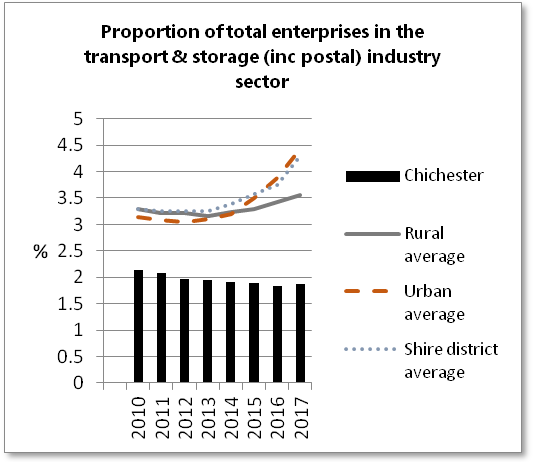 Proportion of total enterprises in the
transport & storage (inc postal) industry
sector
5
4.5
4
3.5
3
2.5
2
1.5
1
0.5
0
%
2010
2011
2012
2013
2014
2015
2016
2017
Chichester
Rural
average
Urban
average
Shire district
average